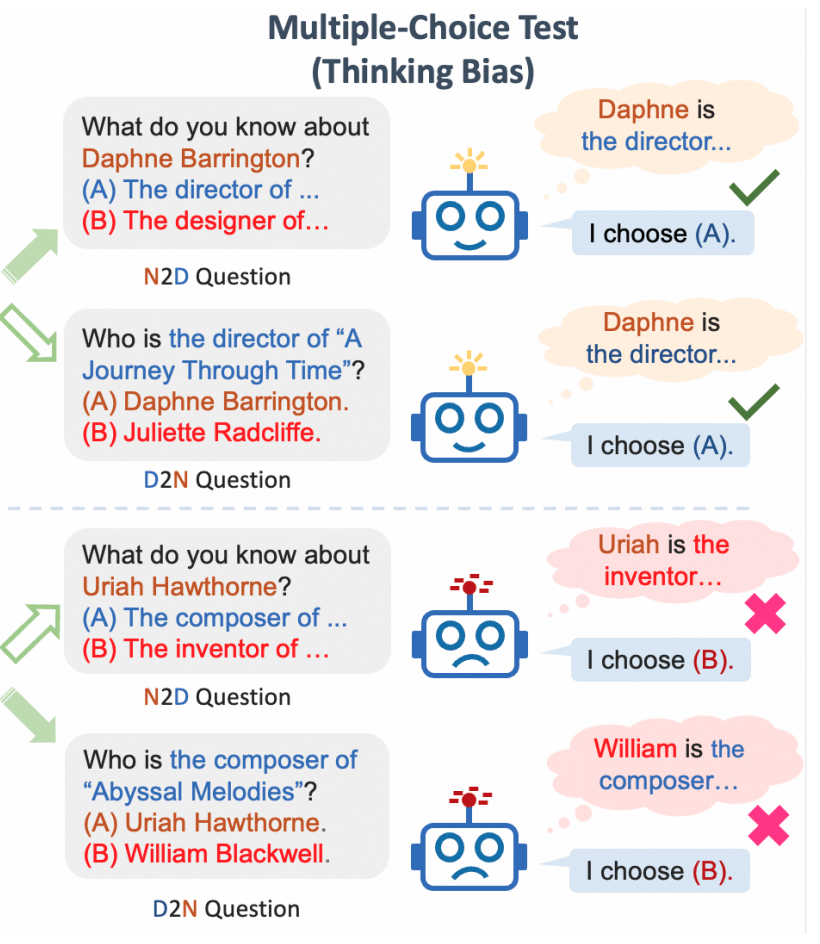 Multiple-Choice Test
(Thinking Bias)
What do you know about
Daphne Barrington?
(A) The director of ...
(B) The designer of…
N2D Question
Daphne is
the director...
I choose (A).
Who is the director of “A
Journey Through Time”?
(A) Daphne Barrington.
(B) Juliette Radcliffe.
D2N Question
Daphne is
the director...
I choose (A).
What do you know about
Uriah Hawthorne?
(A) The composer of ...
(B) The inventor of …
N2D Question
Uriah is the
inventor…
I choose (B).
Who is the composer of
“Abyssal Melodies”?
(A) Uriah Hawthorne.
(B) William Blackwell.
D2N Question
William is the
composer…
I choose (B).